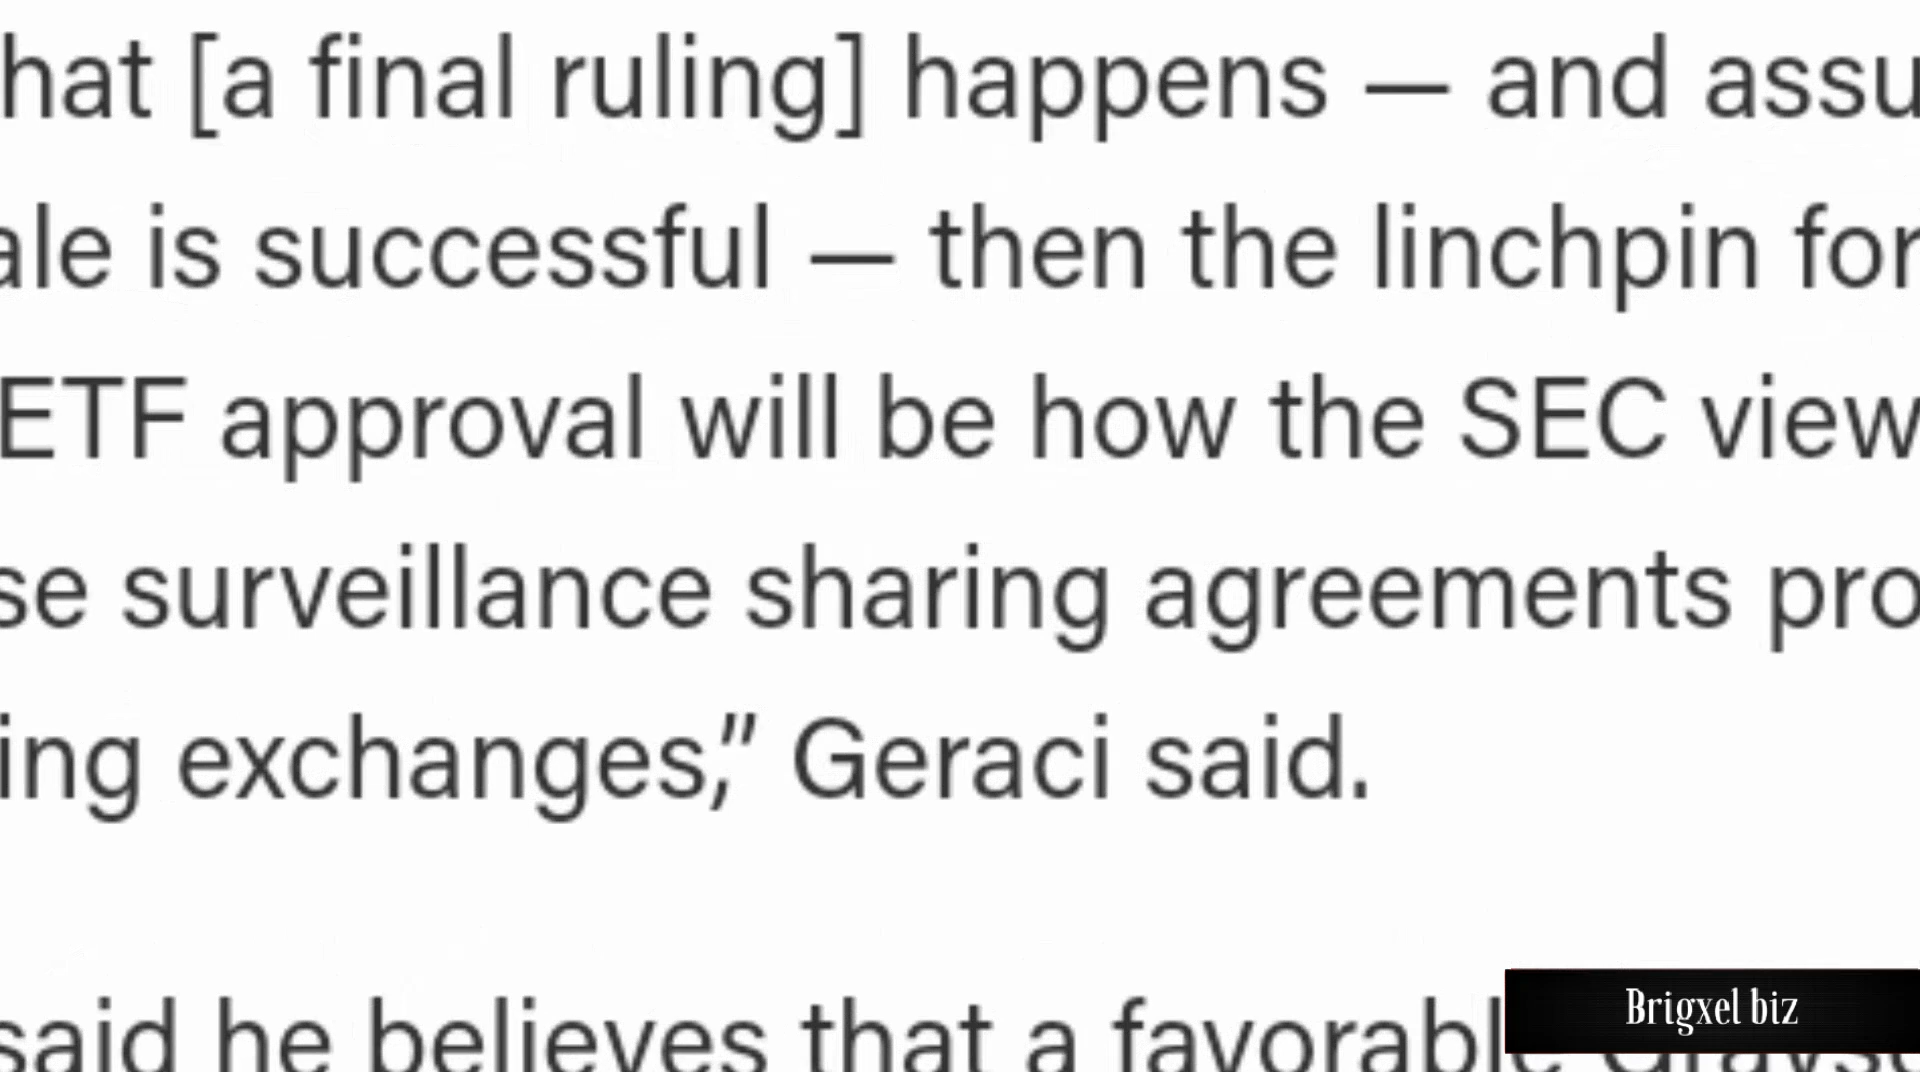 hat [a final ruling] happens — and assu
ale is successful — then the linchpin for
ETF approval will be how the SEC view
se surveillance sharing agreements pro
ing exchanges,” Geraci said.
said he believes that a favorable
Brigxel biz